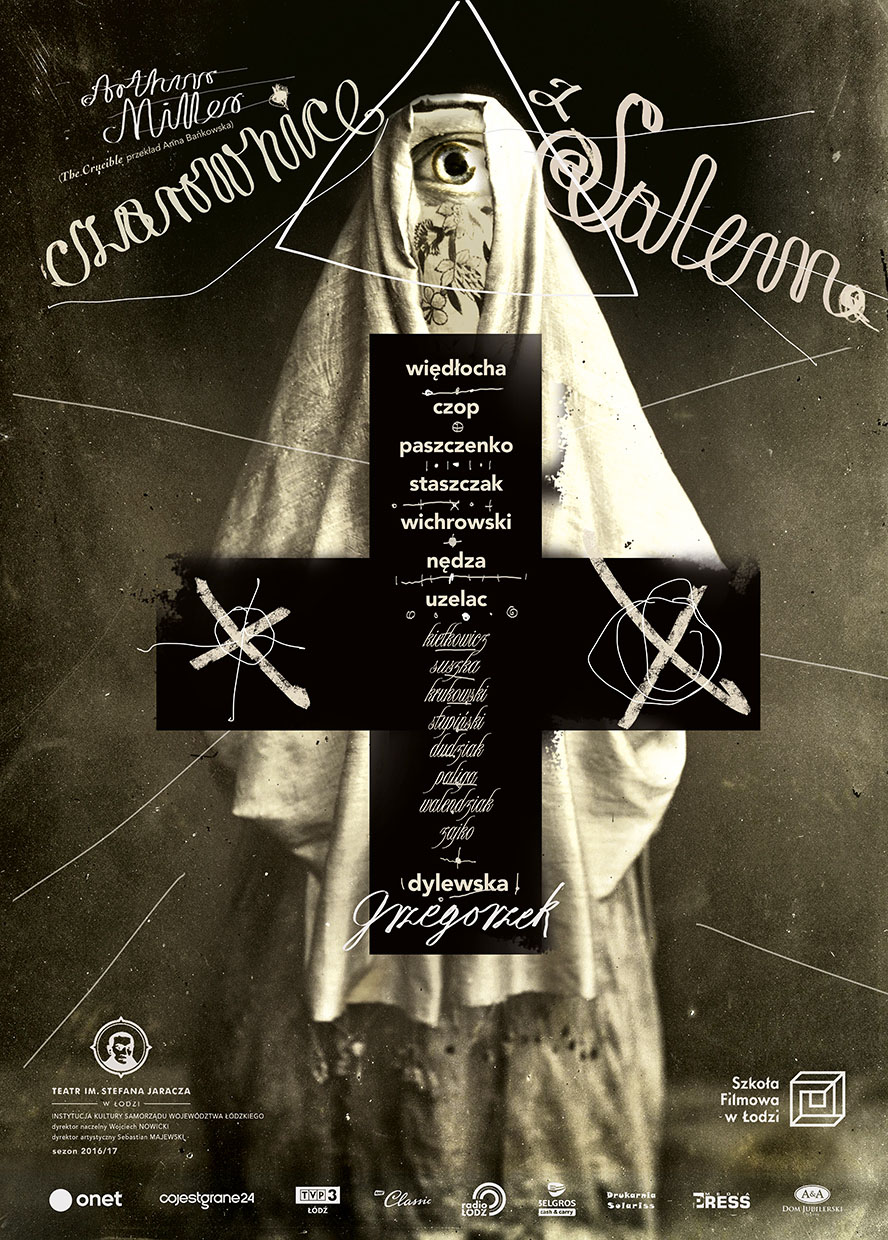 Arthur
Miller
(The Crucible przekład Anna Bańkowska)
czarownice
z Salem
więdłocha
czop
paszczenko
staszczak
wichrowski
nędza
uzelac
kiełkowicz
suszka
krukowski
stupiński
dudziak
paliga
walendziak
zajko
dylewska
grzegorzek
TEATR IM. STEFANA JARACZA
W ŁODZI
INSTYTUCJA KULTURY SAMORZĄDU WOJEWÓDZTWA ŁÓDZKIEGO
dyrektor naczelny Wojciech NOWICKI
dyrektor artystyczny Sebastian MAJEWSKI
sezon 2016/17
Szkoła
Filmowa
w Łodzi
onet
cojestgrane24
TVP3
ŁÓDŹ
Classic
radio
ŁÓDŹ
SELGROS
cash & carry
Drukarnia
Solariss
PRESS
A&A
DOM JUBILERSKI